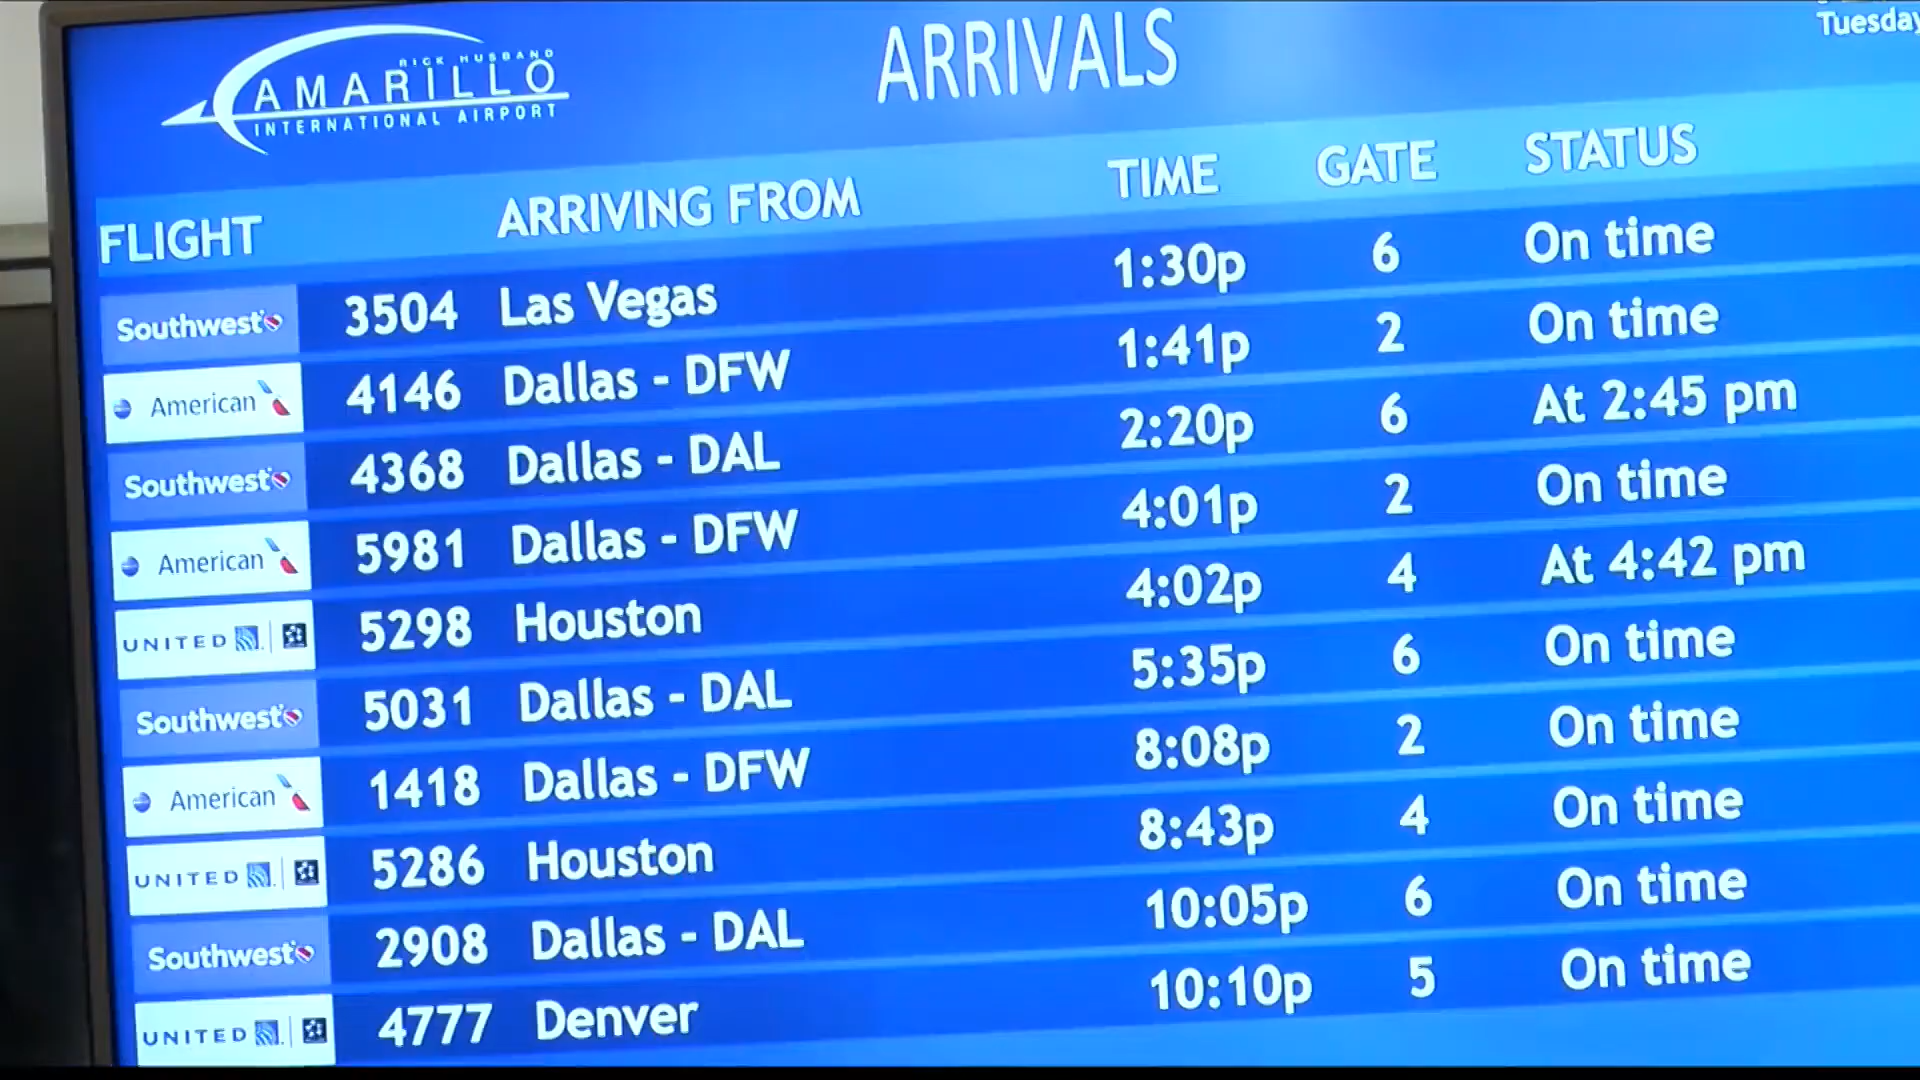 Tuesday
RICK HUSBAND
AMARILLO
INTERNATIONAL AIRPORT
ARRIVALS
FLIGHT ARRIVING FROM TIME GATE STATUS
Southwest 3504 Las Vegas 1:30p 6 On time
American 4146 Dallas - DFW 1:41p 2 On time
Southwest 4368 Dallas - DAL 2:20p 6 At 2:45 pm
American 5981 Dallas - DFW 4:01p 2 On time
UNITED 5298 Houston 4:02p 4 At 4:42 pm
Southwest 5031 Dallas - DAL 5:35p 6 On time
American 1418 Dallas - DFW 8:08p 2 On time
UNITED 5286 Houston 8:43p 4 On time
Southwest 2908 Dallas - DAL 10:05p 6 On time
UNITED 4777 Denver 10:10p 5 On time